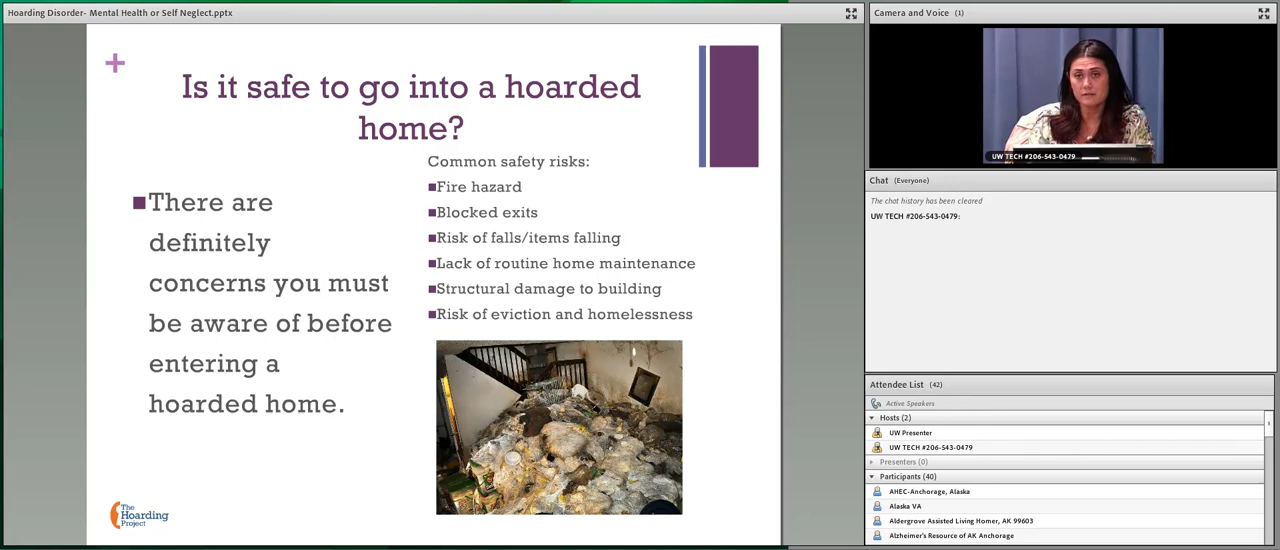 Hoarding Disorder- Mental Health or Self Neglect.pptx
Is it safe to go into a hoarded
home?
There are
definitely
concerns you must
be aware of before
entering a
hoarded home.
Common safety risks:
Fire hazard
Blocked exits
Risk of falls/items falling
Lack of routine home maintenance
Structural damage to building
Risk of eviction and homelessness
The
Hoarding
Project
Camera and Voice (1)
UW TECH #206-543-0479
Chat (Everyone)
The chat history has been cleared
UW TECH #206-543-0479:
Attendee List (42)
Active Speakers
Hosts (2)
UW Presenter
UW TECH #206-543-0479
Presenters (0)
Participants (40)
AHEC-Anchorage, Alaska
Alaska VA
Aldergrove Assisted Living Homer, AK 99603
Alzheimer's Resource of AK Anchorage